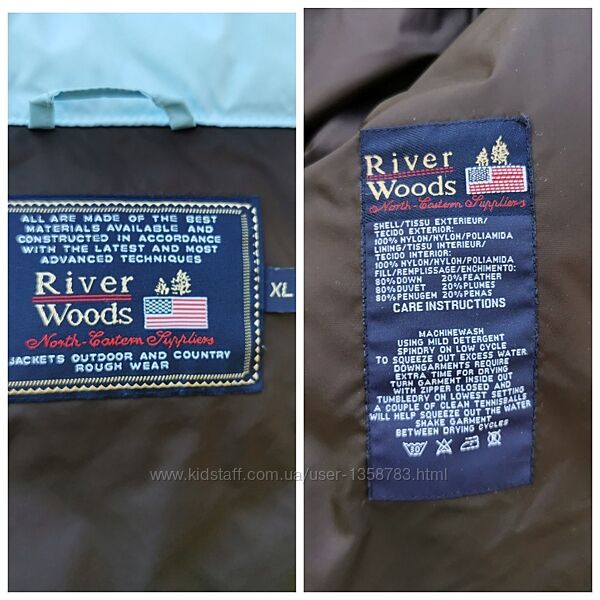 ALL ARE MADE OF THE BEST
MATERIALS AVAILABLE AND
CONSTRUCTED IN ACCORDANCE
WITH THE LATEST AND MOST
ADVANCED TECHNIQUES
River
Woods
North-Eastern Suppliers
JACKETS OUTDOOR AND COUNTRY
ROUGH WEAR
XL
River
Woods
North-Eastern Suppliers
SHELL/TISSU EXTERIEUR/
TECIDO EXTERIOR:
100% NYLON/NYLON/POLIAMIDA
LINING/TISSU INTERIEUR/
TECIDO INTERIOR:
100% NYLON/NYLON/POLIAMIDA
FILL/REMPLISSAGE/ENCHIMENTO:
80%DOWN 20%FEATHER
80%DUVET 20%PLUMES
80%PENUGEM 20%PENAS
CARE INSTRUCTIONS
MACHINEWASH
USING MILD DETERGENT
SPINDRY ON LOW CYCLE
TO SQUEEZE OUT EXCESS WATER
DOWNGARMENTS REQUIRE
EXTRA TIME FOR DRYING
TURN GARMENT INSIDE OUT
WITH ZIPPER CLOSED AND
TUMBLEDRY ON LOWEST SETTING
A COUPLE OF CLEAN TENNISBALLS
WILL HELP SQUEEZE OUT THE WATER
SHAKE GARMENT
BETWEEN DRYING CYCLES
30
www.kidstaff.com.ua/user-1358783.html